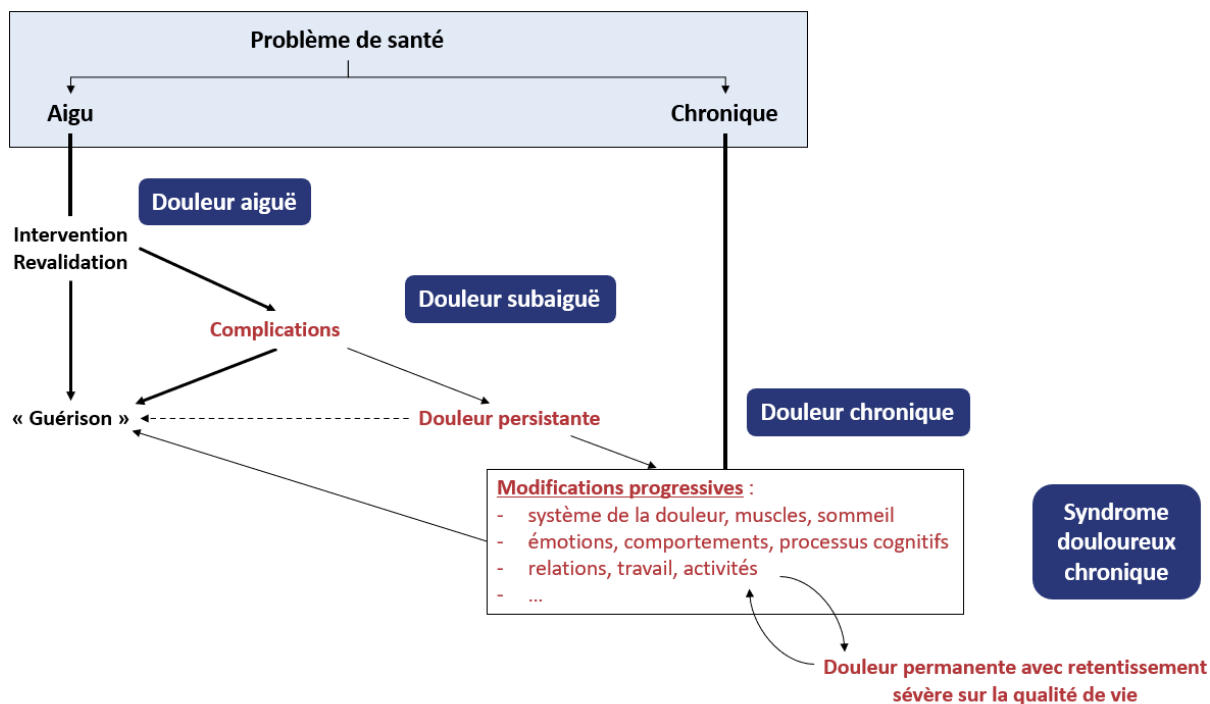 Problème de santé
Aigu
Chronique
Douleur aiguë
Intervention
Revalidation
Douleur subaiguë
Complications
« Guérison »
Douleur persistante
Douleur chronique
Modifications progressives :
- système de la douleur, muscles, sommeil
- émotions, comportements, processus cognitifs
- relations, travail, activités
- ...
Syndrome
douloureux
chronique
Douleur permanente avec retentissement
sévère sur la qualité de vie